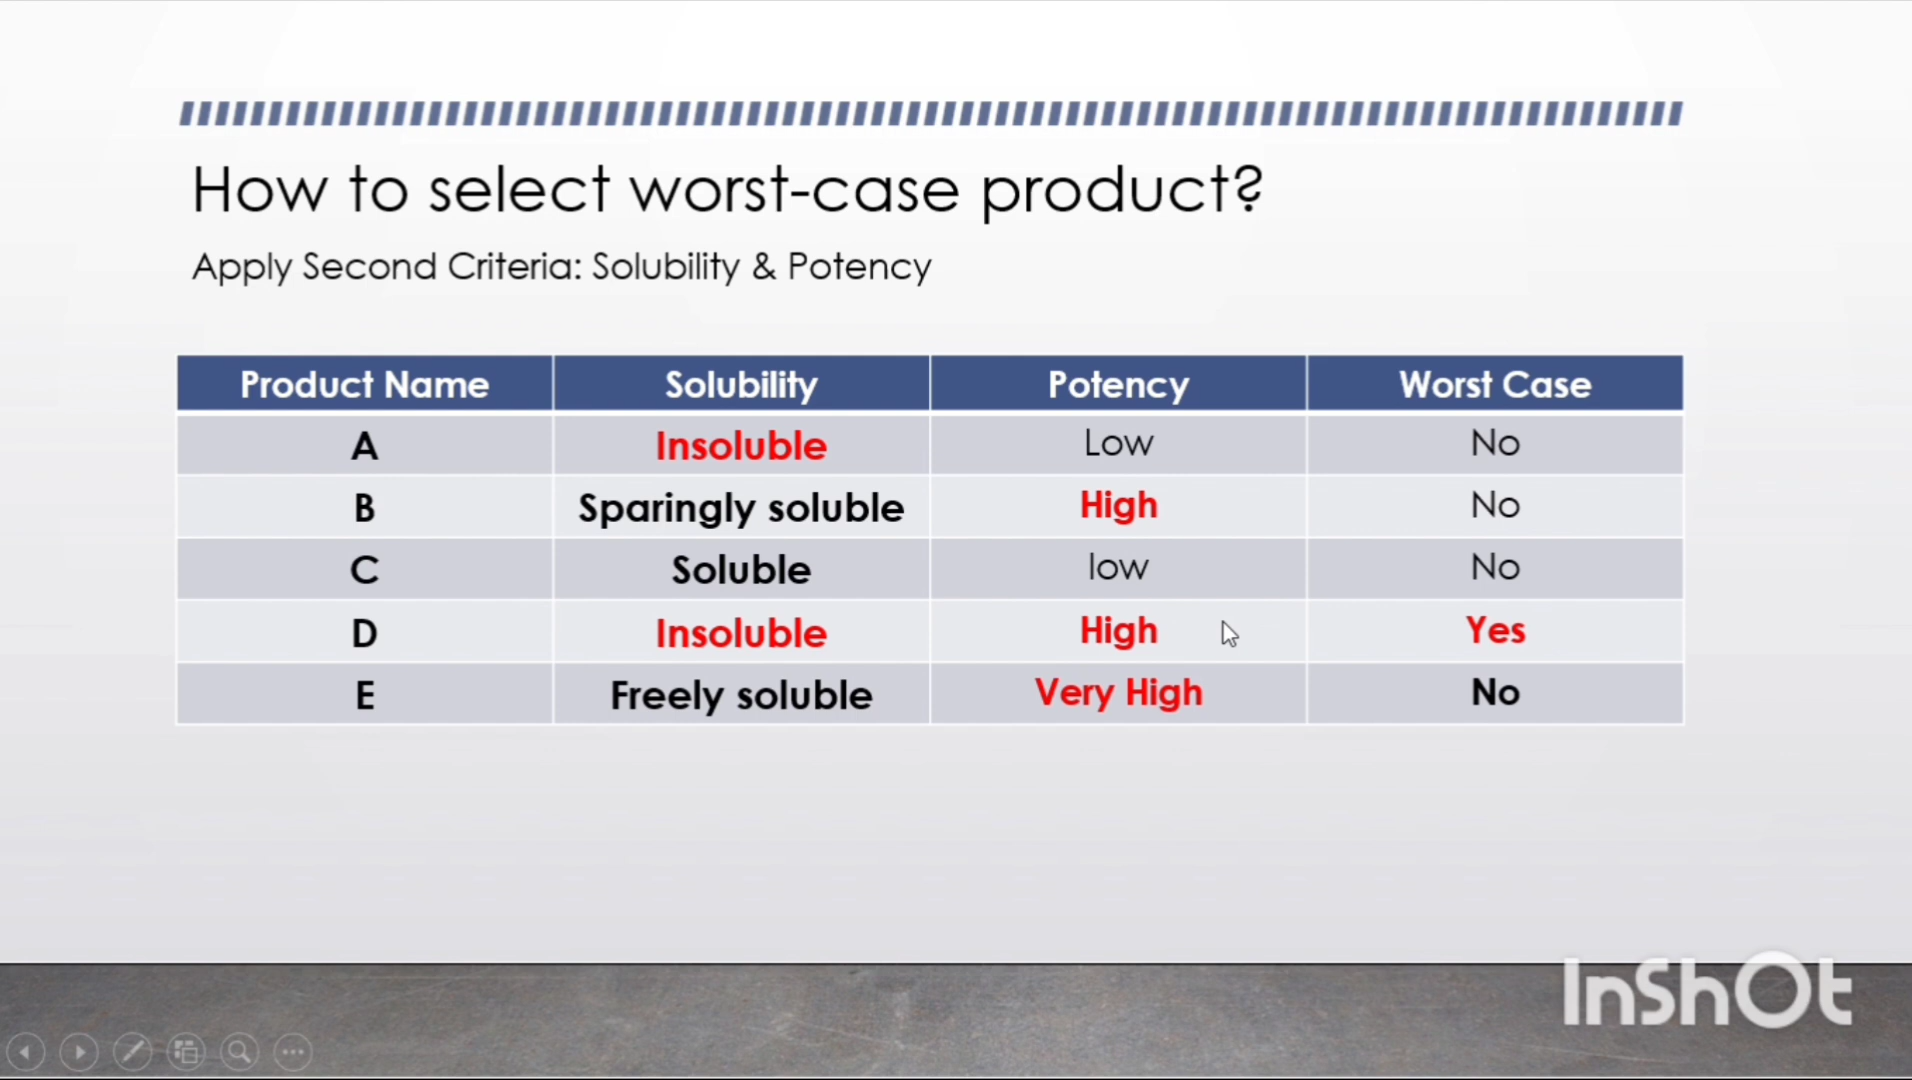 How to select worst-case product?
Apply Second Criteria: Solubility & Potency
Product Name Solubility Potency Worst Case
A Insoluble Low No
B Sparingly soluble High No
C Soluble low No
D Insoluble High Yes
E Freely soluble Very High No
InShOt